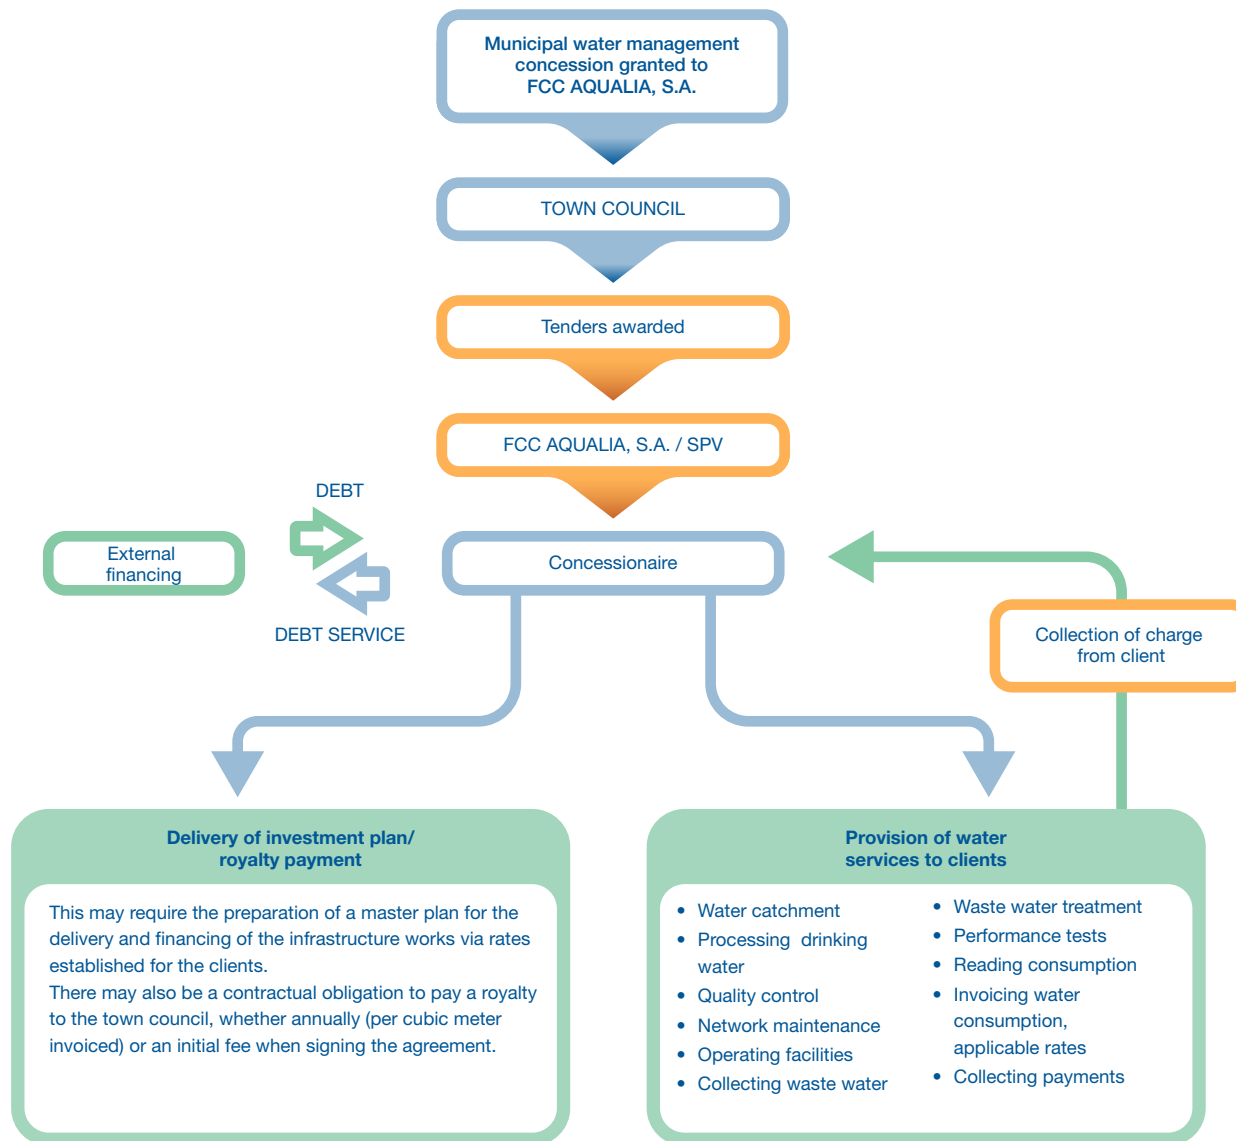 Municipal water management
concession granted to
FCC AQUALIA, S.A.
TOWN COUNCIL
Tenders awarded
FCC AQUALIA, S.A. / SPV
DEBT
External
financing
Concessionaire
DEBT SERVICE
Collection of charge
from client
Delivery of investment plan/
royalty payment
This may require the preparation of a master plan for the
delivery and financing of the infrastructure works via rates
established for the clients.
There may also be a contractual obligation to pay a royalty
to the town council, whether annually (per cubic meter
invoiced) or an initial fee when signing the agreement.
Provision of water
services to clients
• Water catchment
• Processing drinking
water
• Quality control
• Network maintenance
• Operating facilities
• Collecting waste water
• Waste water treatment
• Performance tests
• Reading consumption
• Invoicing water
consumption,
applicable rates
• Collecting payments